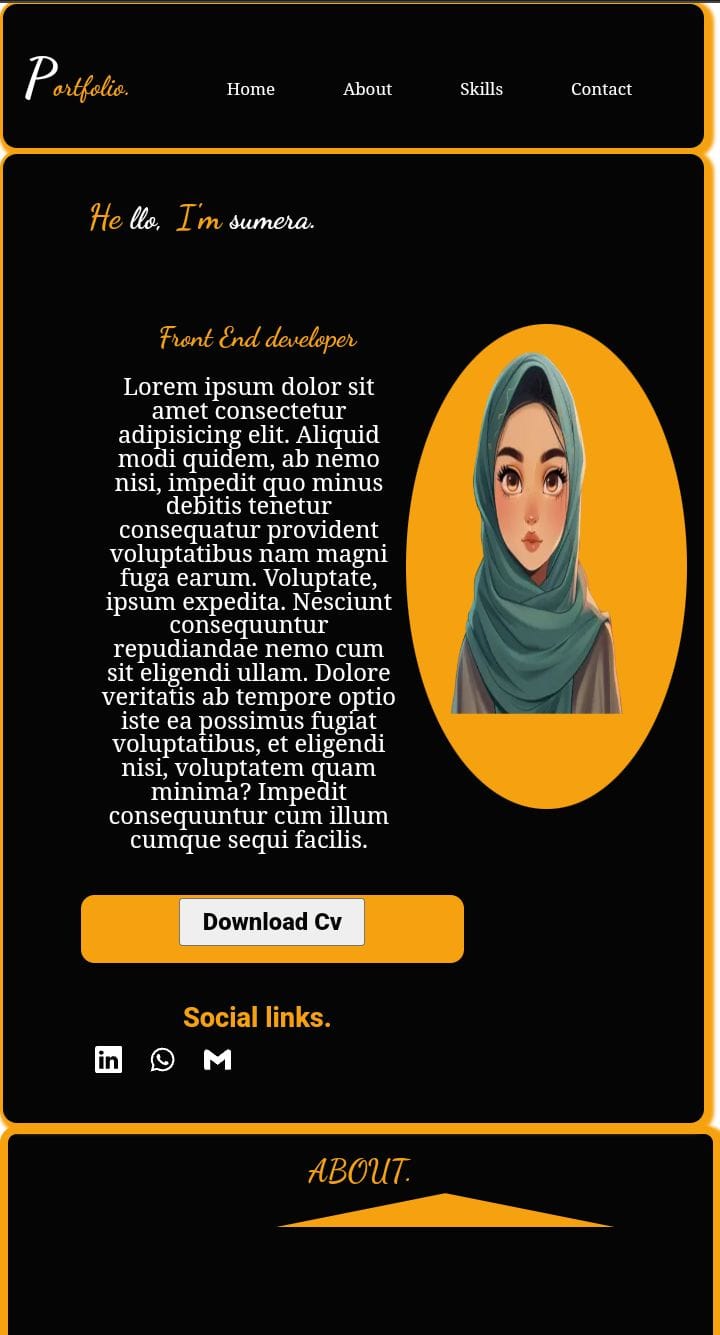 Portfolio.
Home About Skills Contact
Hello, I'm sumera.
Front End developer
Lorem ipsum dolor sit
amet consectetur
adipisicing elit. Aliquid
modi quidem, ab nemo
nisi, impedit quo minus
debitis tenetur
consequatur provident
voluptatibus nam magni
fuga earum. Voluptate,
ipsum expedita. Nesciunt
consequuntur
repudiandae nemo cum
sit eligendi ullam. Dolore
veritatis ab tempore optio
iste ea possimus fugiat
voluptatibus, et eligendi
nisi, voluptatem quam
minima? Impedit
consequuntur cum illum
cumque sequi facilis.
Download Cv
Social links.
in
ABOUT.